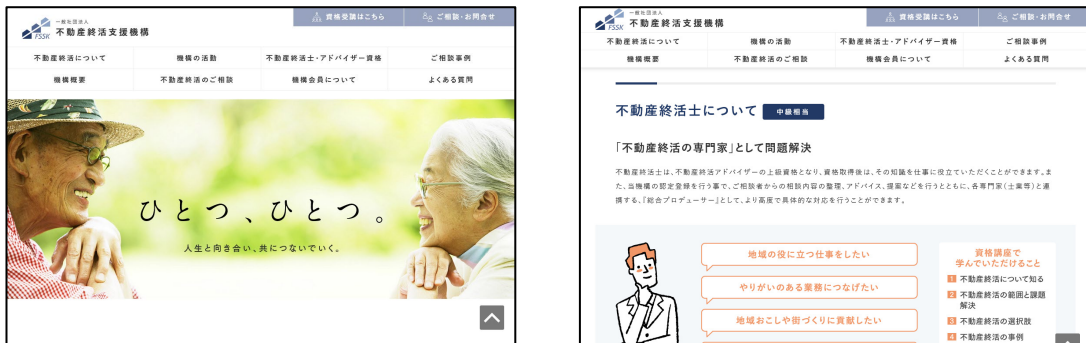 一般社団法人
不動産終活支援機構
FSSK
資格受講はこちら
ご相談・お問合せ
不動産終活について
機構の活動
不動産終活士・アドバイザー資格
ご相談事例
機構概要
不動産終活のご相談
機構会員について
よくある質問
ひとつ、ひとつ。
人生と向き合い、共につないでいく。
一般社団法人
不動産終活支援機構
FSSK
資格受講はこちら
ご相談・お問合せ
不動産終活について
機構の活動
不動産終活士・アドバイザー資格
ご相談事例
機構概要
不動産終活のご相談
機構会員について
よくある質問
不動産終活士について 中級相当
「不動産終活の専門家」として問題解決
不動産終活士は、不動産終活アドバイザーの上級資格となり、資格取得後は、その知識を仕事に役立ていただくことができます。ま
た、当機構の認定登録を行う事で、ご相談者からの相談内容の整理、アドバイス、提案などを行うとともに、各専門家(士業等)と連
携する、『総合プロデューサー』として、より高度で具体的な対応を行うことができます。
地域の役に立つ仕事をしたい
やりがいのある業務につなげたい
地域おこしや街づくりに貢献したい
資格講座で
学んでいただけること
1 不動産終活について知る
2 不動産終活の範囲と課題
解決
3 不動産終活の選択肢
4 不動産終活の事例